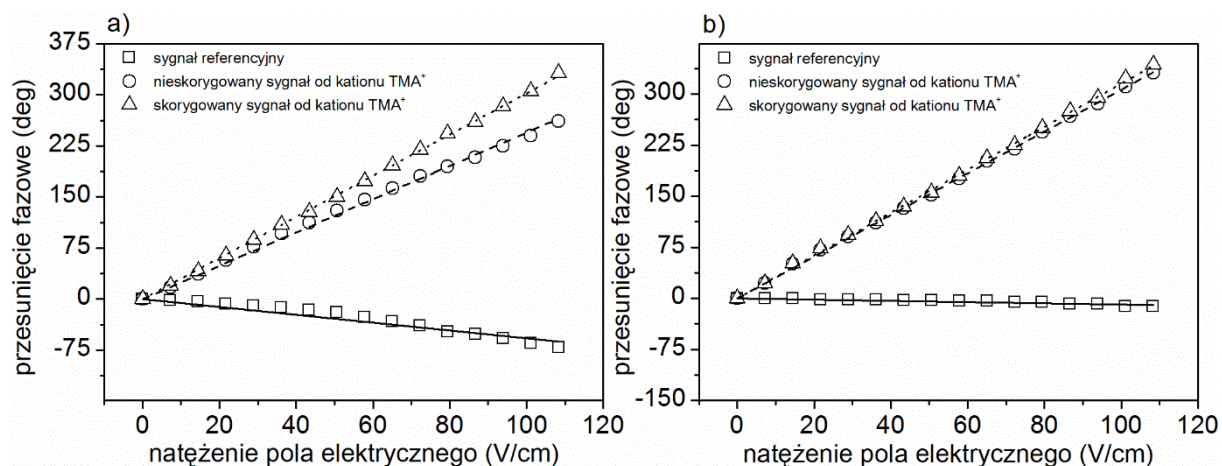 a)
przesunięcie fazowe (deg)
375
300
225
150
75
0
-75
sygnał referencyjny
nieskorygowany sygnał od kationu TMA⁺
skorygowany sygnał od kationu TMA⁺
0 20 40 60 80 100 120
natężenie pola elektrycznego (V/cm)
b)
przesunięcie fazowe (deg)
300
225
150
75
0
-75
-150
sygnał referencyjny
nieskorygowany sygnał od kationu TMA⁺
skorygowany sygnał od kationu TMA⁺
0 20 40 60 80 100 120
natężenie pola elektrycznego (V/cm)